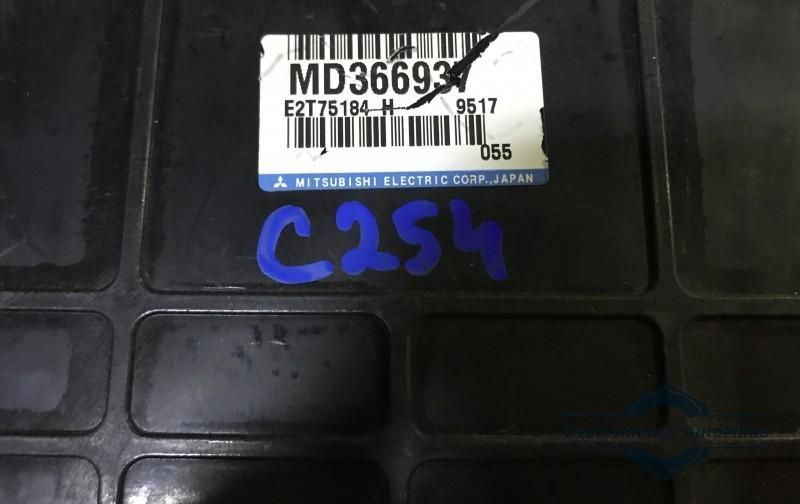 MD366937
E2T75184 H 9517
055
MITSUBISHI ELECTRIC CORP.,JAPAN
C254